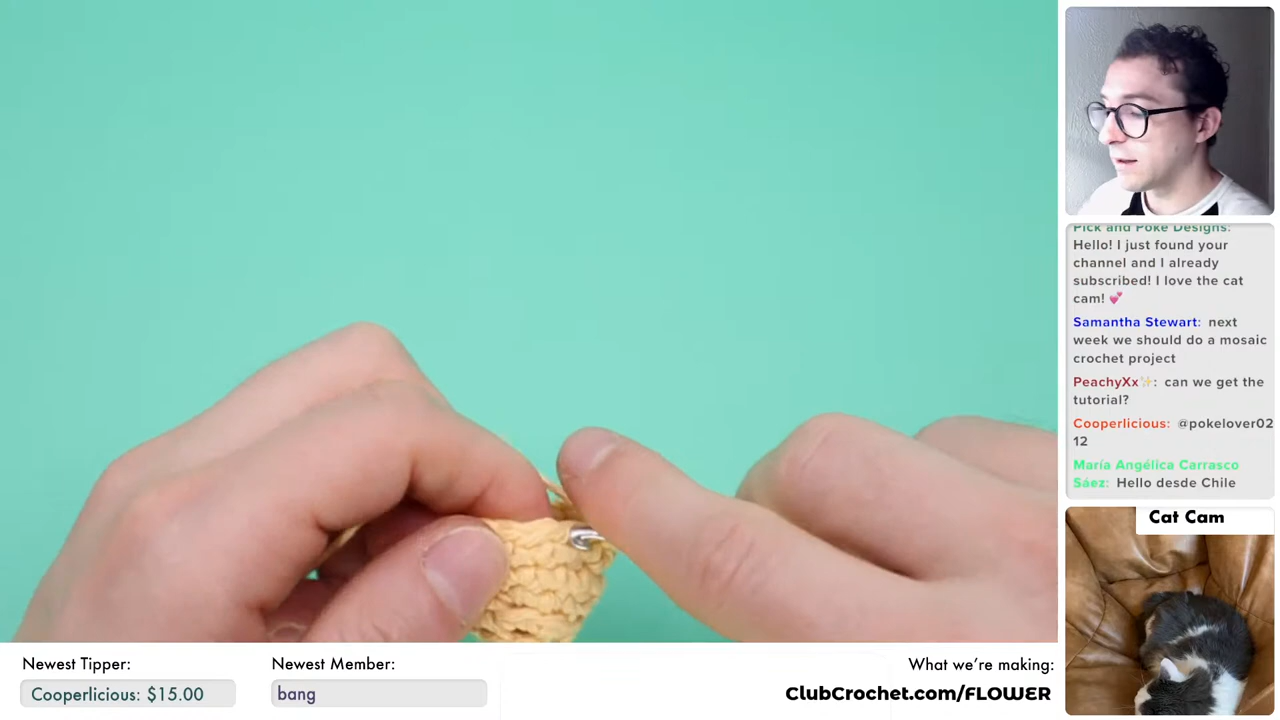 Pick and Poke Designs:
Hello! I just found your
channel and I already
subscribed! I love the cat
cam! 💕
Samantha Stewart: next
week we should do a mosaic
crochet project
PeachyXx✨: can we get the
tutorial?
Cooperlicious: @pokelover02
12
María Angélica Carrasco
Sáez: Hello desde Chile
Cat Cam
Newest Tipper:
Cooperlicious: $15.00
Newest Member:
bang
What we're making:
ClubCrochet.com/FLOWER